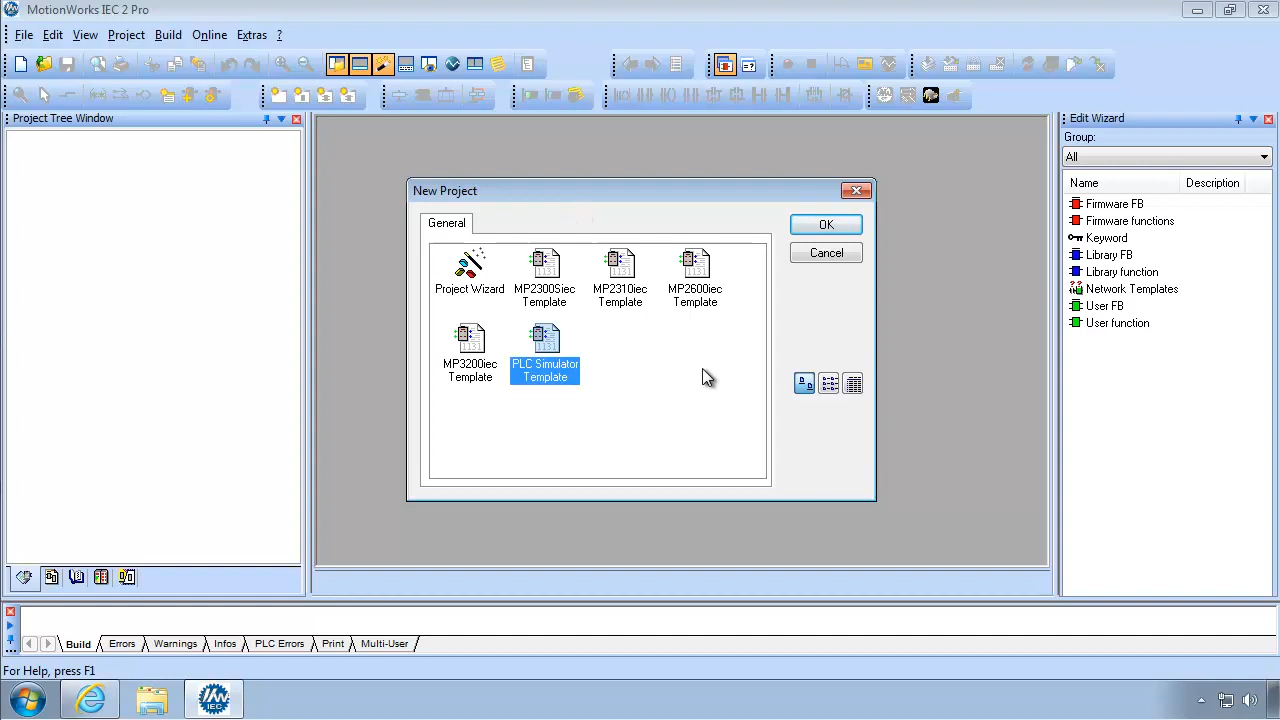 MotionWorks IEC 2 Pro
File Edit View Project Build Online Extras ?
Project Tree Window
Edit Wizard
Group:
All
Name Description
Firmware FB
Firmware functions
Keyword
Library FB
Library function
Network Templates
User FB
User function
New Project
General
OK
Cancel
Project Wizard
MP2300Siec
Template
MP2310iec
Template
MP2600iec
Template
MP3200iec
Template
PLC Simulator
Template
Build Errors Warnings Infos PLC Errors Print Multi-User
For Help, press F1
IEC